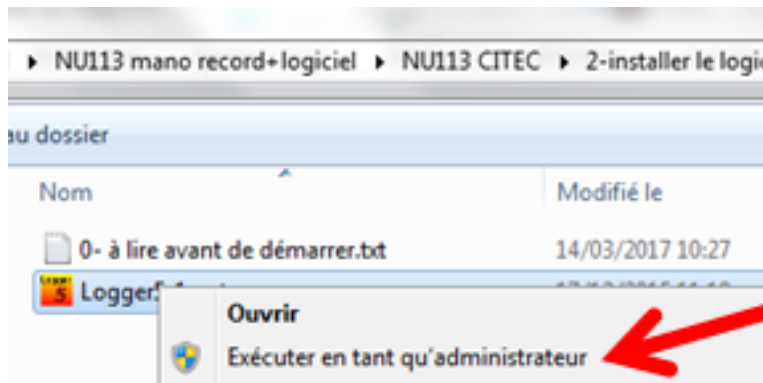 ▸ NU113 mano record+logiciel ▸ NU113 CITEC ▸ 2-installer le
au dossier
Nom Modifié le
0- à lire avant de démarrer.txt 14/03/2017 10:27
Ouvrir
Exécuter en tant qu'administrateur